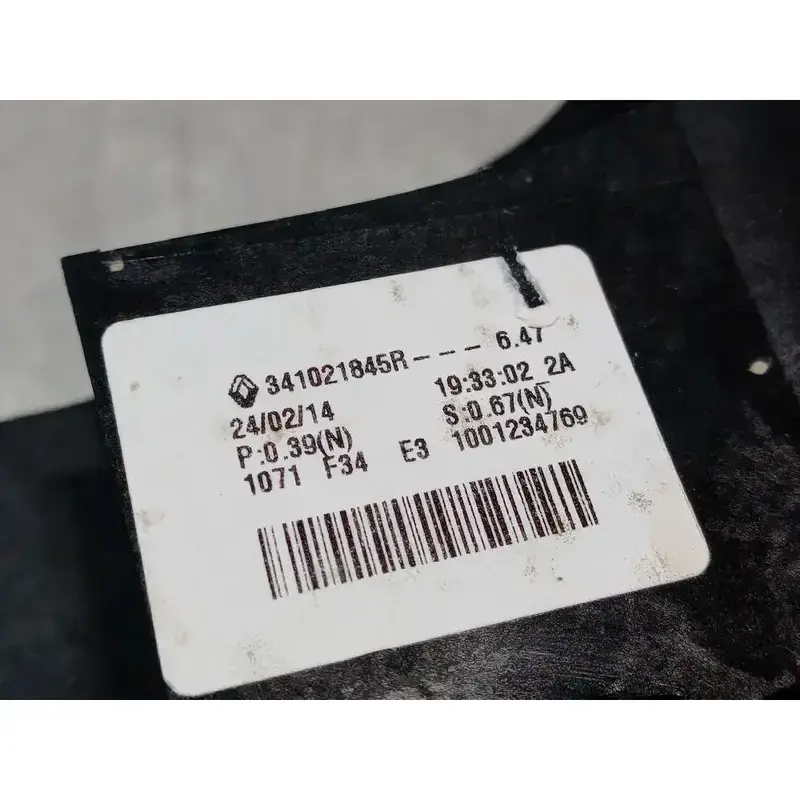 341021845R--- 6.47
24/02/14 19:33:02 2A
P:0.39(N) S:0.67(N)
1071 F34 E3 1001234769